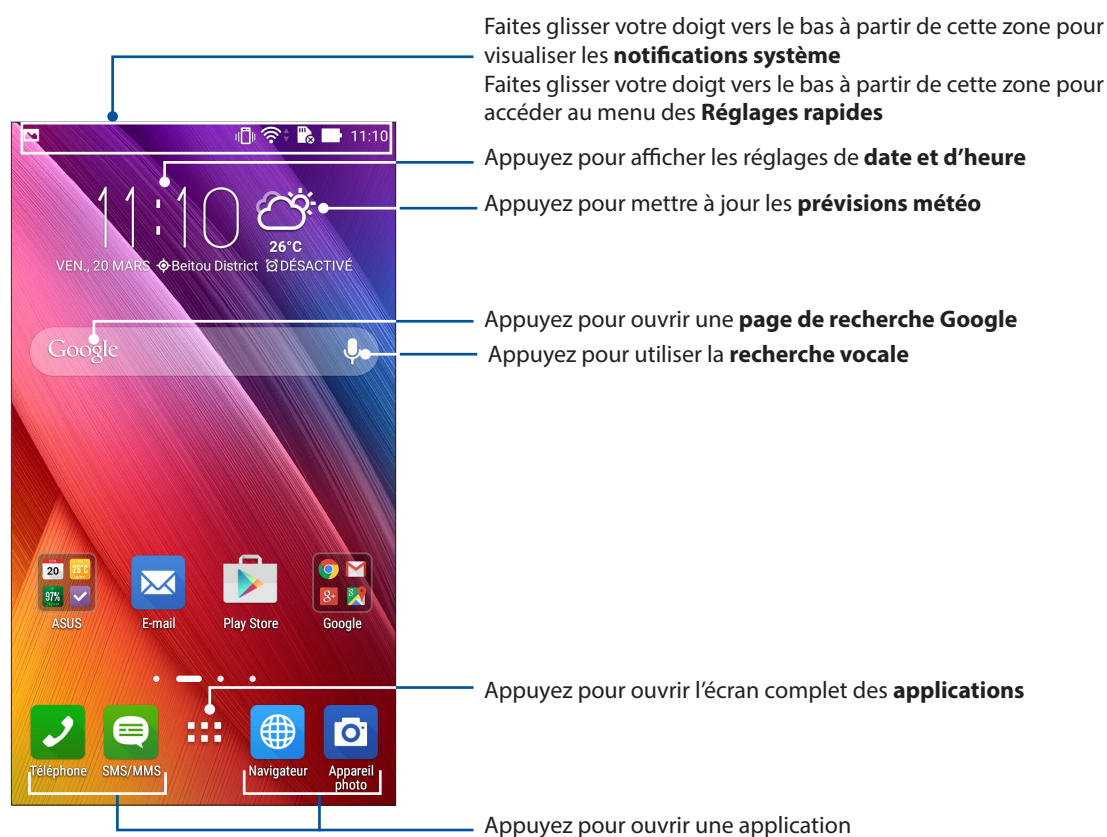 Faites glisser votre doigt vers le bas à partir de cette zone pour
visualiser les notifications système
Faites glisser votre doigt vers le bas à partir de cette zone pour
accéder au menu des Réglages rapides
11:10
Appuyez pour afficher les réglages de date et d’heure
11:10
Appuyez pour mettre à jour les prévisions météo
26°C
VEN., 20 MARS Beitou District DÉSACTIVÉ
Appuyez pour ouvrir une page de recherche Google
Google
Appuyez pour utiliser la recherche vocale
20 26°C
97%
8+
ASUS E-mail Play Store Google
Appuyez pour ouvrir l’écran complet des applications
Téléphone SMS/MMS Navigateur Appareil
photo
Appuyez pour ouvrir une application